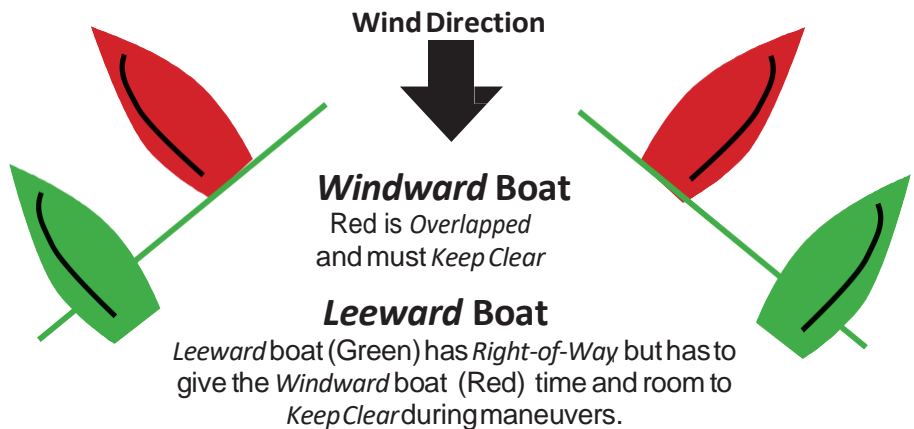 Wind Direction
Windward Boat
Red is Overlapped
and must Keep Clear
Leeward Boat
Leeward boat (Green) has Right-of-Way, but has to
give the Windward boat (Red) time and room to
Keep Clear during maneuvers.